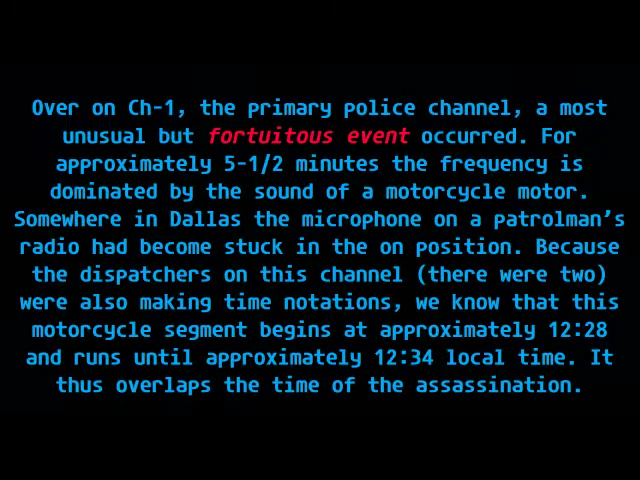 Over on Ch-1, the primary police channel, a most
unusual but fortuitous event occurred. For
approximately 5-1/2 minutes the frequency is
dominated by the sound of a motorcycle motor.
Somewhere in Dallas the microphone on a patrolman’s
radio had become stuck in the on position. Because
the dispatchers on this channel (there were two)
were also making time notations, we know that this
motorcycle segment begins at approximately 12:28
and runs until approximately 12:34 local time. It
thus overlaps the time of the assassination.